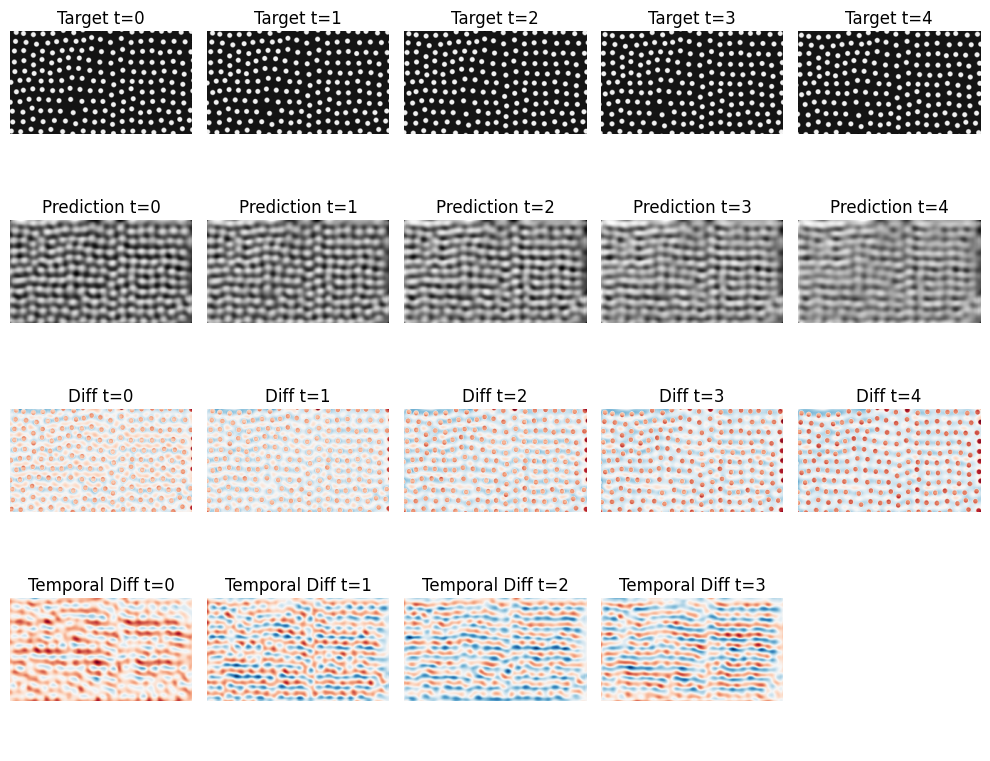 Target t=0 Target t=1 Target t=2 Target t=3 Target t=4
Prediction t=0 Prediction t=1 Prediction t=2 Prediction t=3 Prediction t=4
Diff t=0 Diff t=1 Diff t=2 Diff t=3 Diff t=4
Temporal Diff t=0 Temporal Diff t=1 Temporal Diff t=2 Temporal Diff t=3